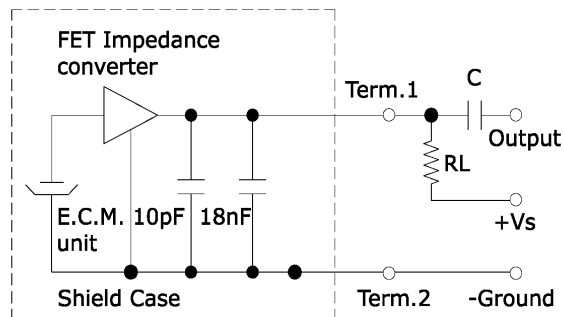 FET Impedance
converter
Term.1
C
Output
RL
+Vs
E.C.M. 10pF 18nF
unit
Shield Case
Term.2
-Ground